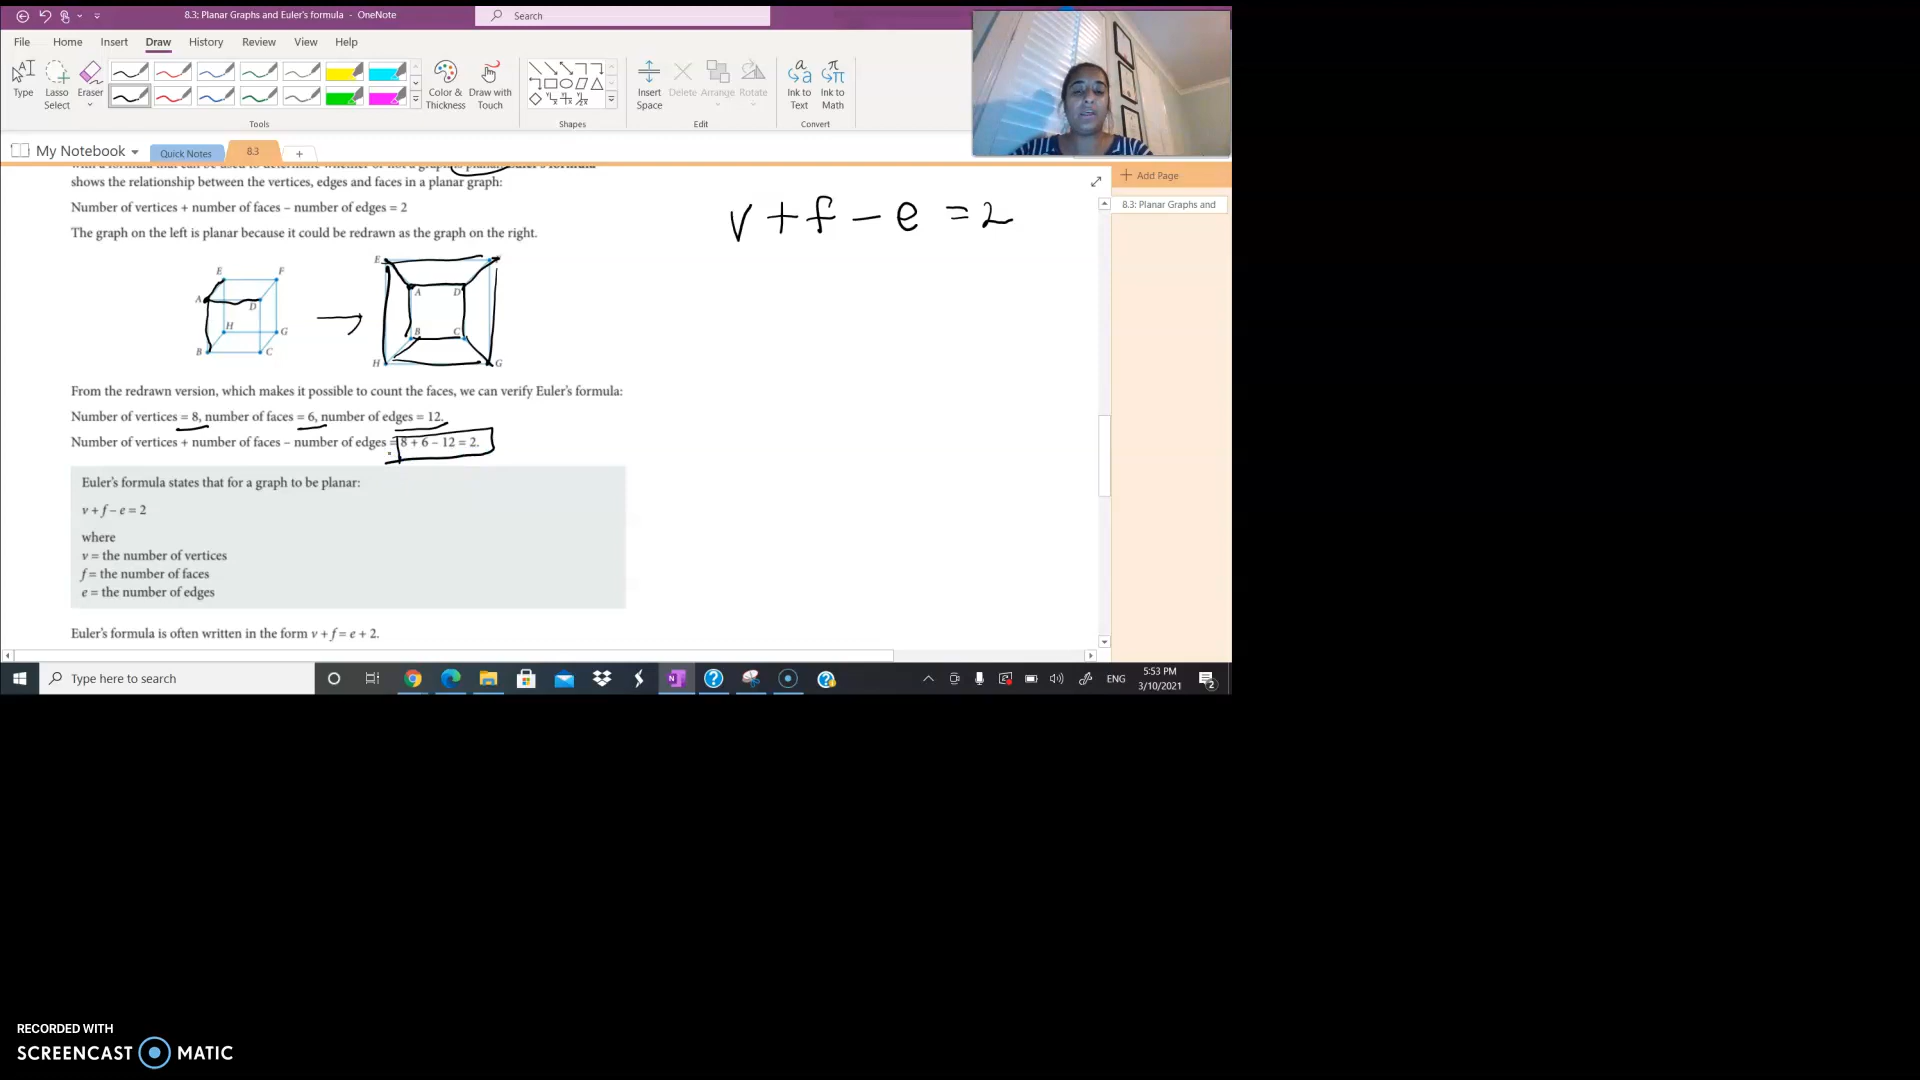 8.3: Planar Graphs and Euler's formula - OneNote
Search
File Home Insert Draw History Review View Help
Type
Lasso Select
Eraser
Color & Thickness
Draw with Touch
Insert Space
Delete
Arrange
Rotate
Ink to Text
Ink to Math
Tools
Shapes
Edit
Convert
My Notebook
Quick Notes
8.3
+
Add Page
8.3: Planar Graphs and
shows the relationship between the vertices, edges and faces in a planar graph:
Number of vertices + number of faces – number of edges = 2
The graph on the left is planar because it could be redrawn as the graph on the right.
v + f - e = 2
E F
A D
H G
B C
E
A D
B C
H G
From the redrawn version, which makes it possible to count the faces, we can verify Euler's formula:
Number of vertices = 8, number of faces = 6, number of edges = 12.
Number of vertices + number of faces – number of edges = 8 + 6 – 12 = 2.
Euler's formula states that for a graph to be planar:
v + f – e = 2
where
v = the number of vertices
f = the number of faces
e = the number of edges
Euler's formula is often written in the form v + f = e + 2.
Type here to search
ENG
5:53 PM
3/10/2021
2
RECORDED WITH
SCREENCAST MATIC